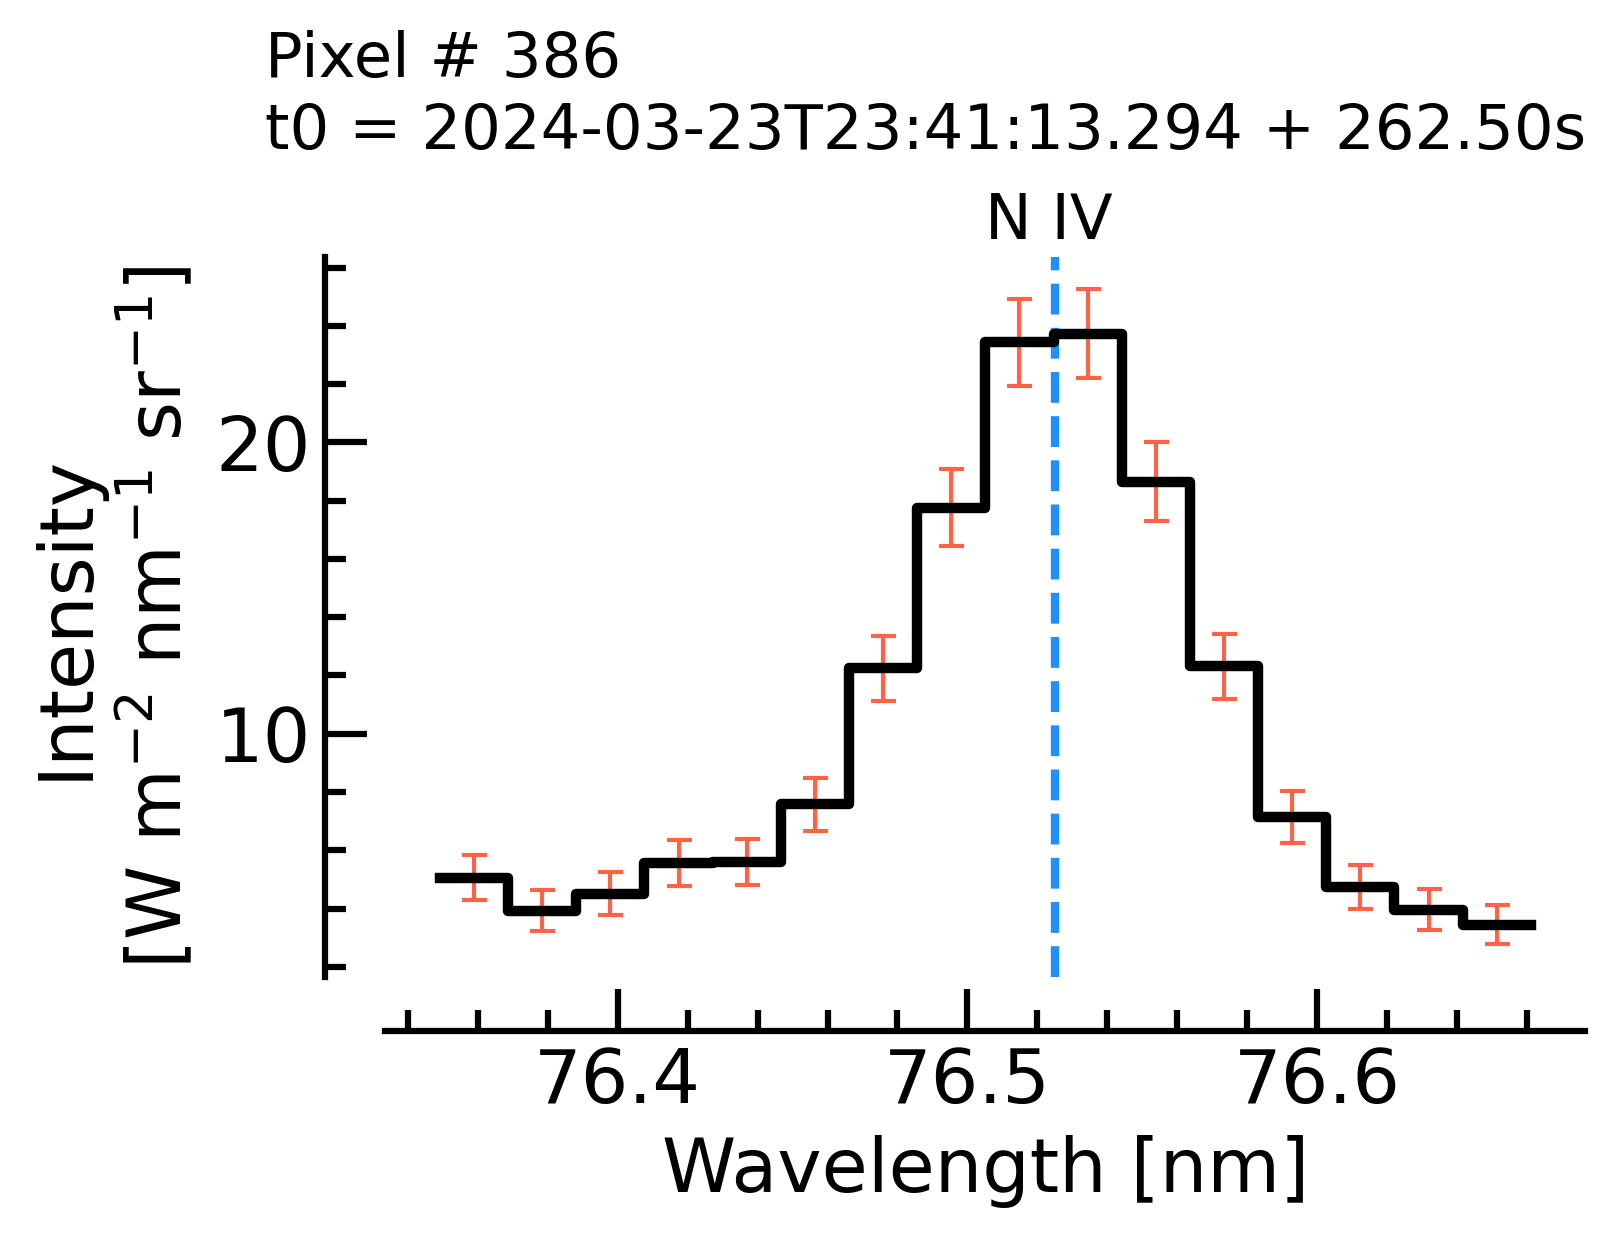 Pixel # 386
t0 = 2024-03-23T23:41:13.294 + 262.50s
N IV
Intensity
[W m⁻² nm⁻¹ sr⁻¹]
20
10
76.4 76.5 76.6
Wavelength [nm]